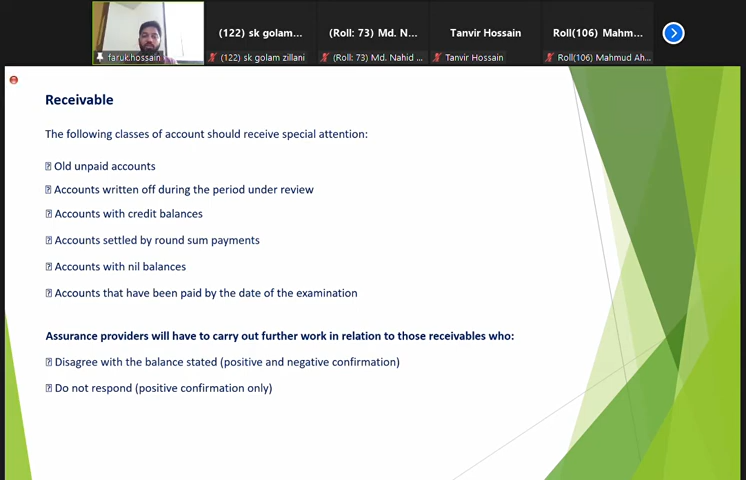 (122) sk golam...
(Roll: 73) Md. N...
Tanvir Hossain
Roll(106) Mahm...
faruk.hossain
(122) sk golam zillani
(Roll: 73) Md. Nahid ...
Tanvir Hossain
Roll(106) Mahmud Ah...
Receivable
The following classes of account should receive special attention:
Old unpaid accounts
Accounts written off during the period under review
Accounts with credit balances
Accounts settled by round sum payments
Accounts with nil balances
Accounts that have been paid by the date of the examination
Assurance providers will have to carry out further work in relation to those receivables who:
Disagree with the balance stated (positive and negative confirmation)
Do not respond (positive confirmation only)